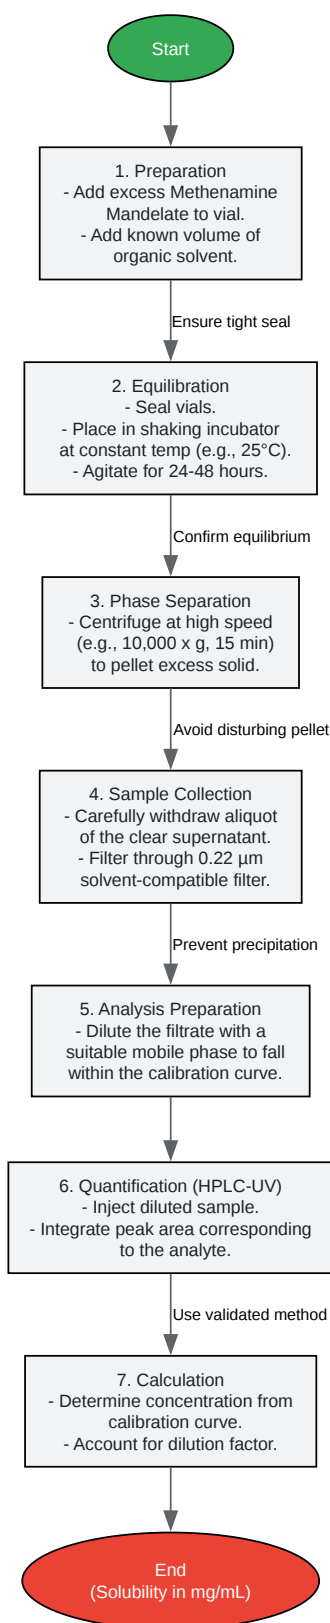 Start
1. Preparation
- Add excess Methenamine
Mandelate to vial.
- Add known volume of
organic solvent.
Ensure tight seal
2. Equilibration
- Seal vials.
- Place in shaking incubator
at constant temp (e.g., 25°C).
- Agitate for 24-48 hours.
Confirm equilibrium
3. Phase Separation
- Centrifuge at high speed
(e.g., 10,000 x g, 15 min)
to pellet excess solid.
Avoid disturbing pellet
4. Sample Collection
- Carefully withdraw aliquot
of the clear supernatant.
- Filter through 0.22 µm
solvent-compatible filter.
Prevent precipitation
5. Analysis Preparation
- Dilute the filtrate with a
suitable mobile phase to fall
within the calibration curve.
6. Quantification (HPLC-UV)
- Inject diluted sample.
- Integrate peak area corresponding
to the analyte.
Use validated method
7. Calculation
- Determine concentration from
calibration curve.
- Account for dilution factor.
End
(Solubility in mg/mL)